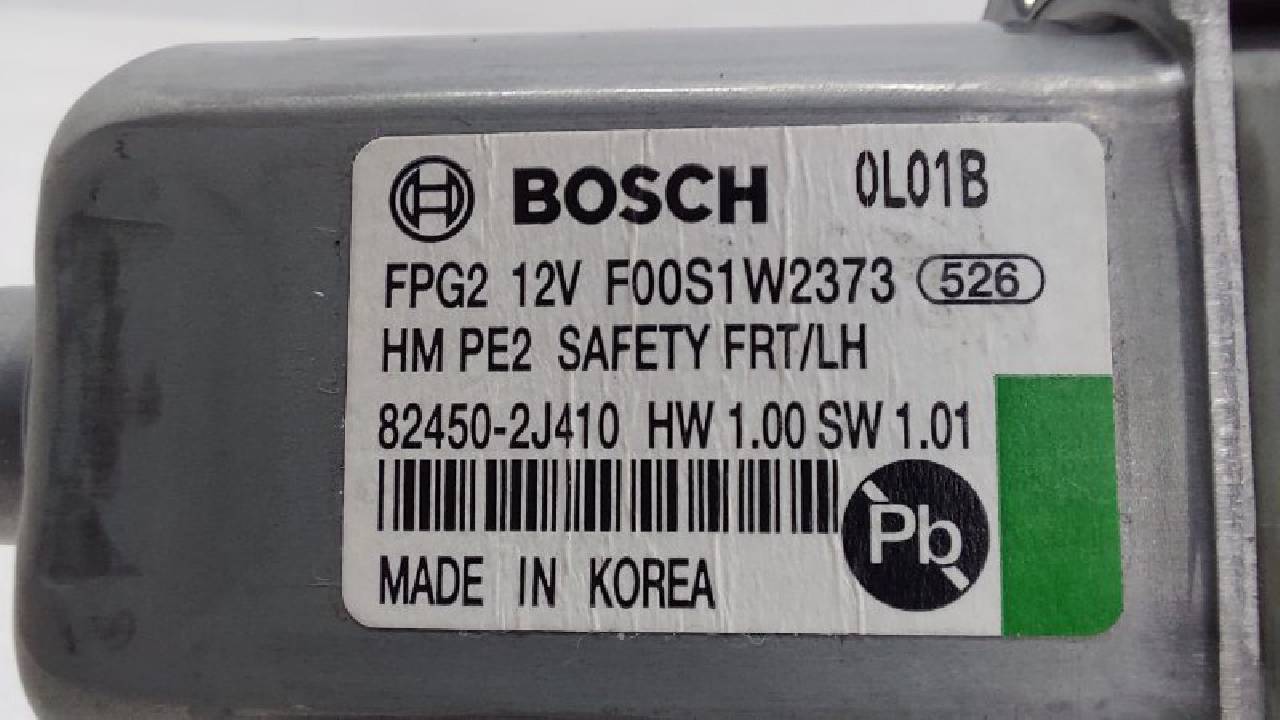 BOSCH 0L01B
FPG2 12V F00S1W2373 526
HM PE2 SAFETY FRT/LH
82450-2J410 HW 1.00 SW 1.01
Pb
MADE IN KOREA